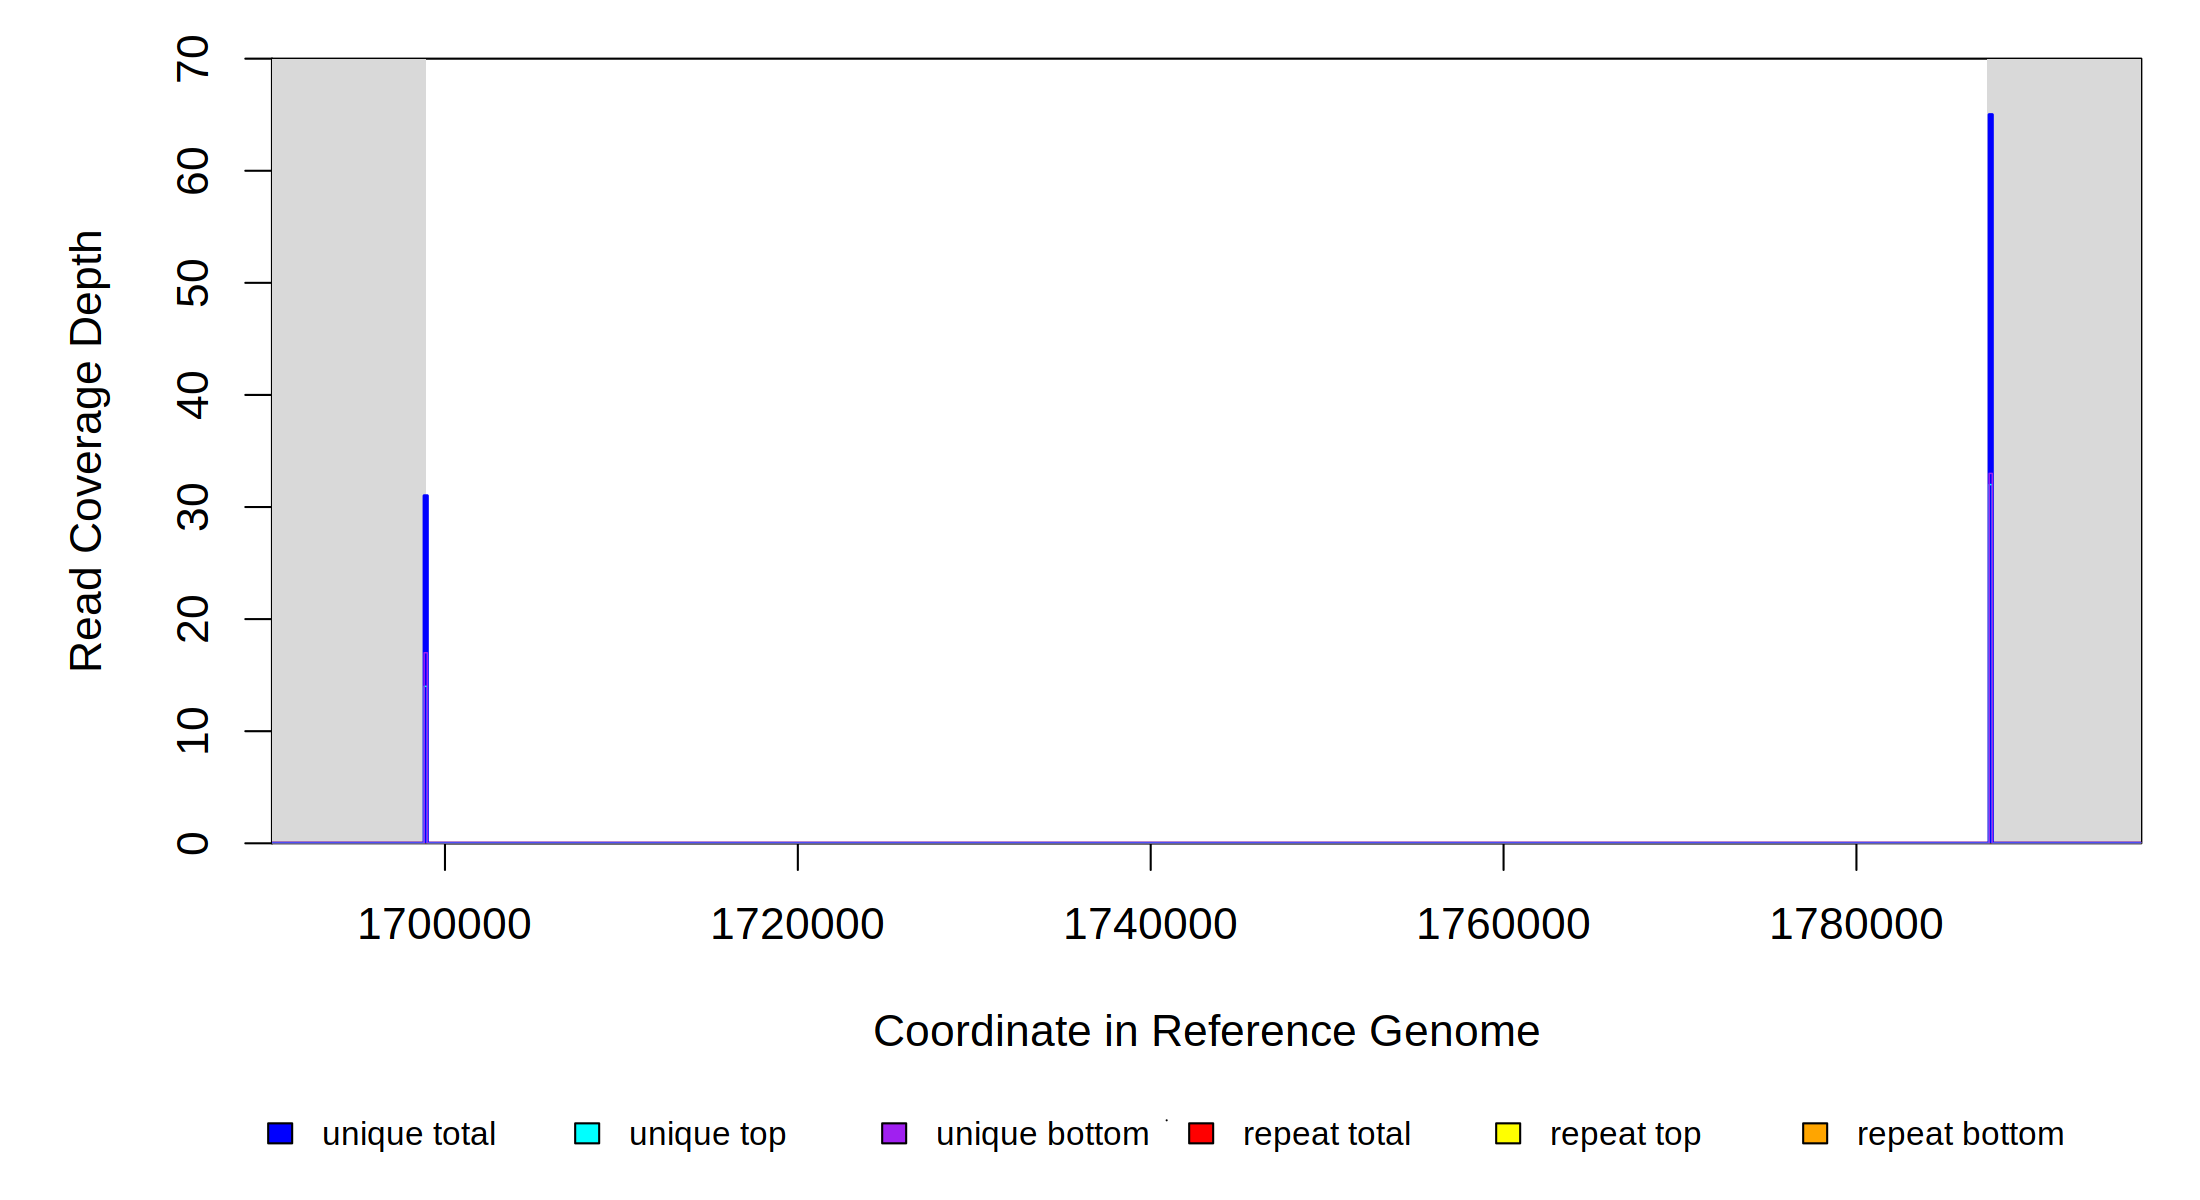 70
60
50
40
30
20
10
0
Read Coverage Depth
1700000 1720000 1740000 1760000 1780000
Coordinate in Reference Genome
unique total unique top unique bottom repeat total repeat top repeat bottom